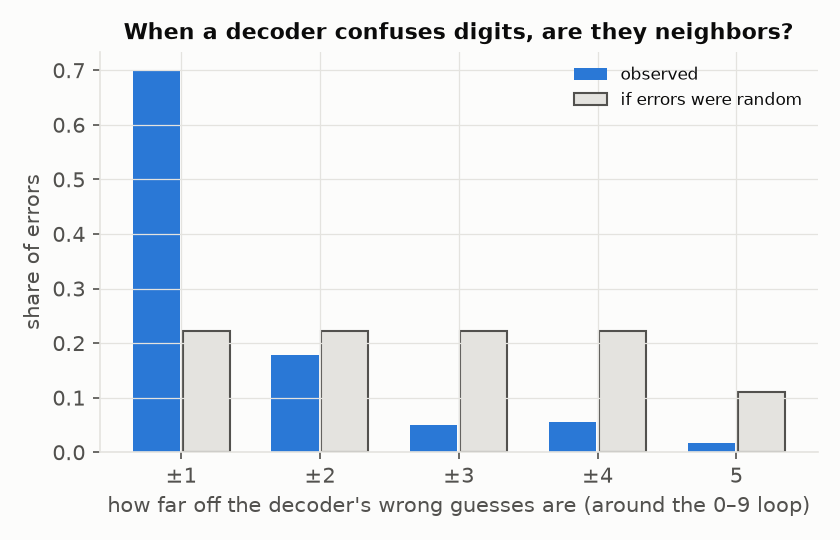 When a decoder confuses digits, are they neighbors?
observed
if errors were random
share of errors
0.7
0.6
0.5
0.4
0.3
0.2
0.1
0.0
±1 ±2 ±3 ±4 5
how far off the decoder's wrong guesses are (around the 0–9 loop)